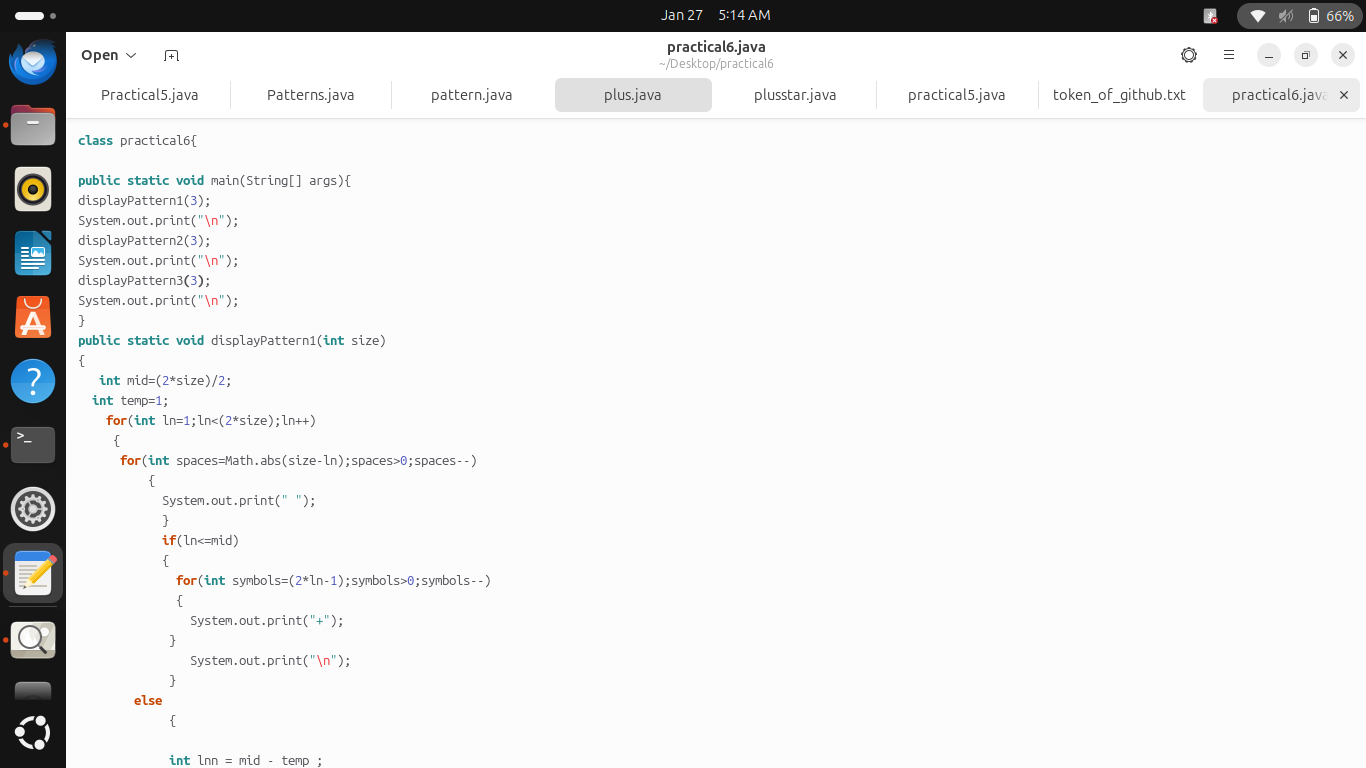 Jan 27 5:14 AM
66%
Open
practical6.java
~/Desktop/practical6
Practical5.java Patterns.java pattern.java plus.java plusstar.java practical5.java token_of_github.txt practical6.java
class practical6{
public static void main(String[] args){
displayPattern1(3);
System.out.print("\n");
displayPattern2(3);
System.out.print("\n");
displayPattern3(3);
System.out.print("\n");
}
public static void displayPattern1(int size)
{
int mid=(2*size)/2;
int temp=1;
for(int ln=1;ln<(2*size);ln++)
{
for(int spaces=Math.abs(size-ln);spaces>0;spaces--)
{
System.out.print(" ");
}
if(ln<=mid)
{
for(int symbols=(2*ln-1);symbols>0;symbols--)
{
System.out.print("+");
}
System.out.print("\n");
}
else
{
int lnn = mid - temp ;